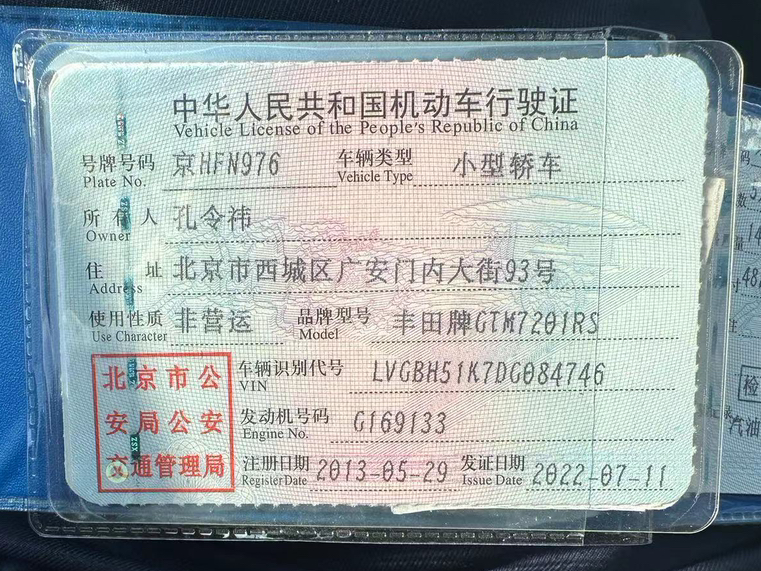 中华人民共和国机动车行驶证
Vehicle License of the People's Republic of China
号牌号码 京HFN976 车辆类型 小型轿车
Plate No. Vehicle Type
所有人 孔令祎
Owner
住址 北京市西城区广安门内大街93号
Address
使用性质 非营运 品牌型号 丰田牌GTM7201RS
Use Character Model
北京市公
安局公安
交通管理局
车辆识别代号 LVGBH51K7DG084746
VIN
发动机号码 G169133
Engine No.
注册日期 2013-05-29 发证日期 2022-07-11
Register Date Issue Date
检
汽油